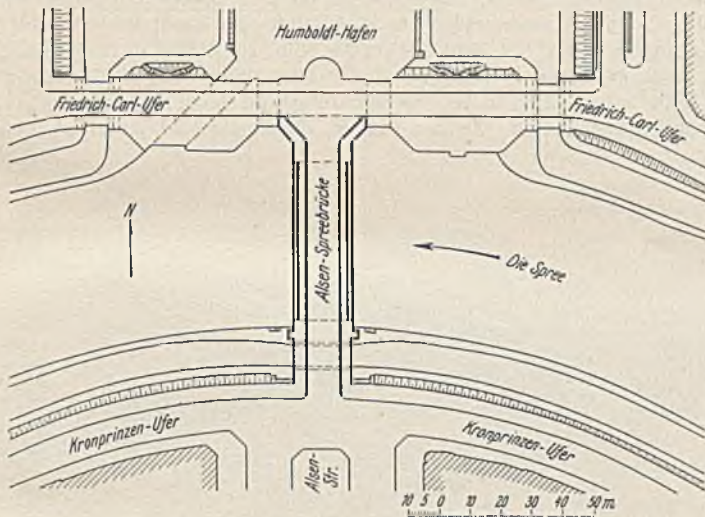 Humboldt-Hafen
Friedrich-Carl-Ufer
Friedrich-Carl-Ufer
N
Alsen-Spreebrücke
Die Spree
Kronprinzen-Ufer
Kronprinzen-Ufer
Alsen-
Str.
10 5 0 10 20 30 40 50 m